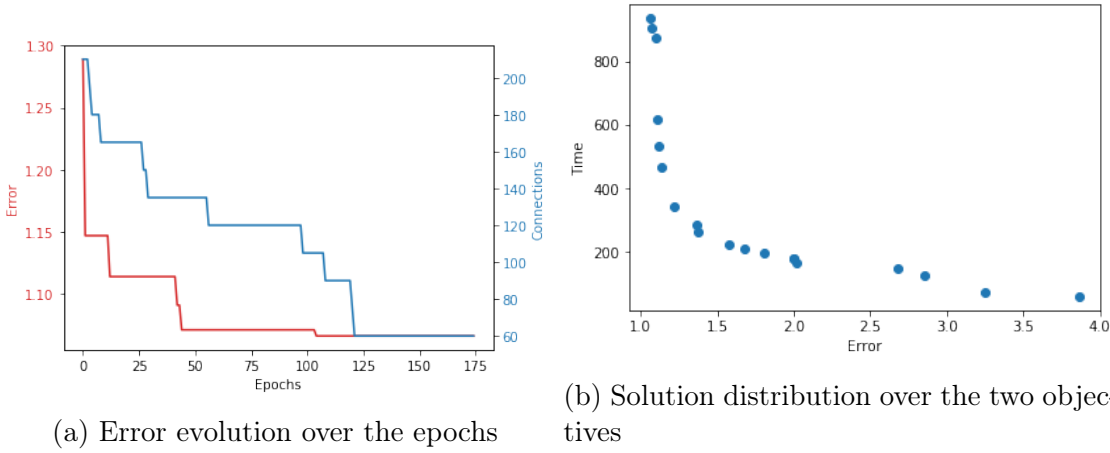 1.30
1.25
1.20
1.15
1.10
Error
200
180
160
140
120
100
80
60
Connections
0 25 50 75 100 125 150 175
Epochs
(a) Error evolution over the epochs
800
600
400
200
Time
1.0 1.5 2.0 2.5 3.0 3.5 4.0
Error
(b) Solution distribution over the two objec-
tives